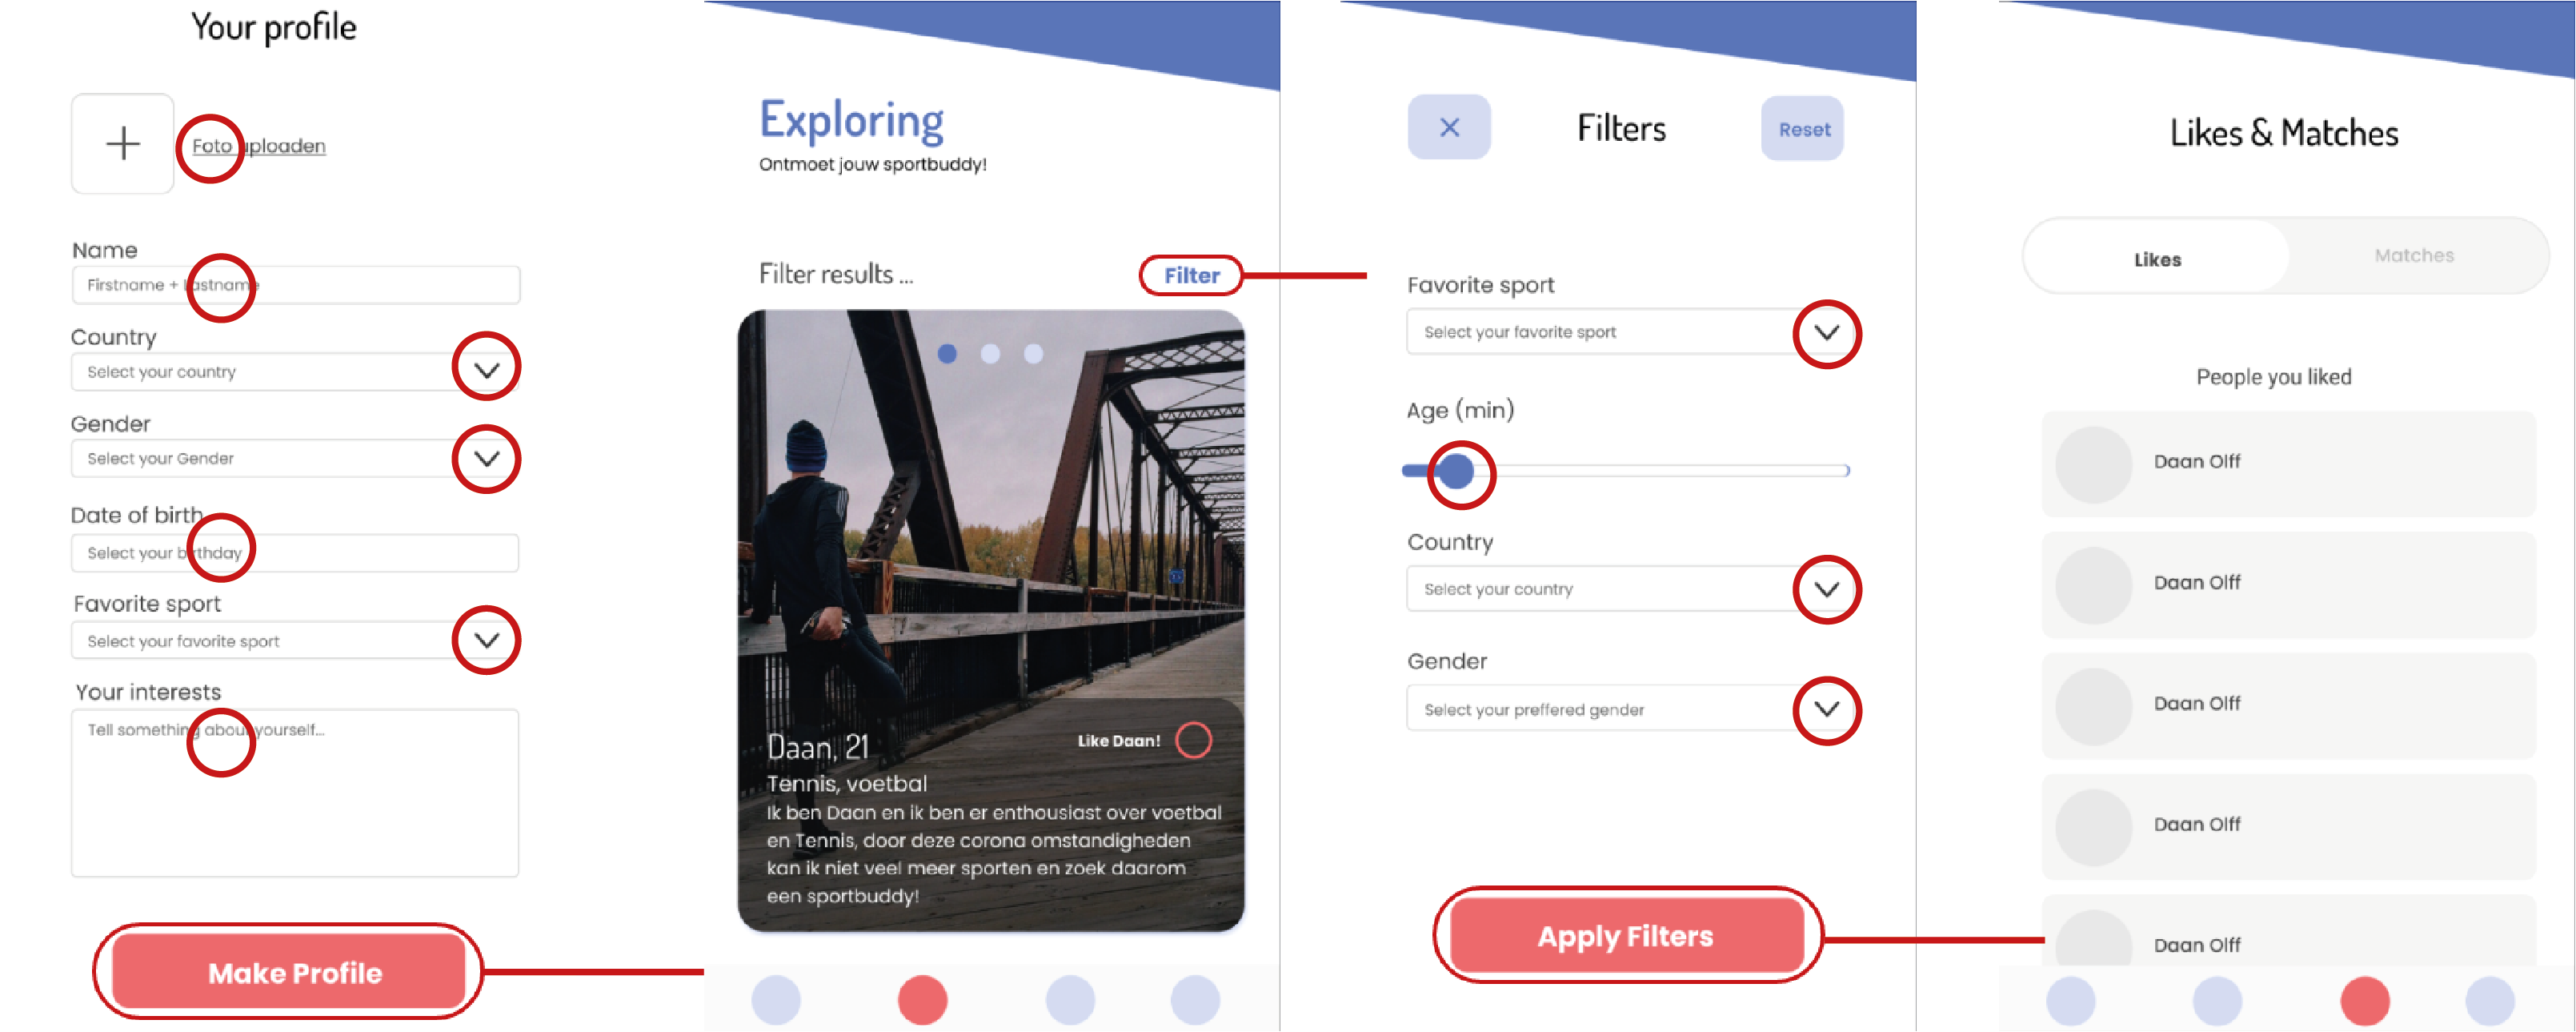 Your profile
Foto uploaden
Name
Firstname + Lastname
Country
Select your country
Gender
Select your Gender
Date of birth
Select your birthday
Favorite sport
Select your favorite sport
Your interests
Tell something about yourself...
Make Profile
Exploring
Ontmoet jouw sportbuddy!
Filter results ...
Filter
Daan, 21
Like Daan!
Tennis, voetbal
Ik ben Daan en ik ben er enthousiast over voetbal
en Tennis, door deze corona omstandigheden
kan ik niet veel meer sporten en zoek daarom
een sportbuddy!
Filters
Reset
Favorite sport
Select your favorite sport
Age (min)
Country
Select your country
Gender
Select your preffered gender
Apply Filters
Likes & Matches
Likes
Matches
People you liked
Daan Olff
Daan Olff
Daan Olff
Daan Olff
Daan Olff